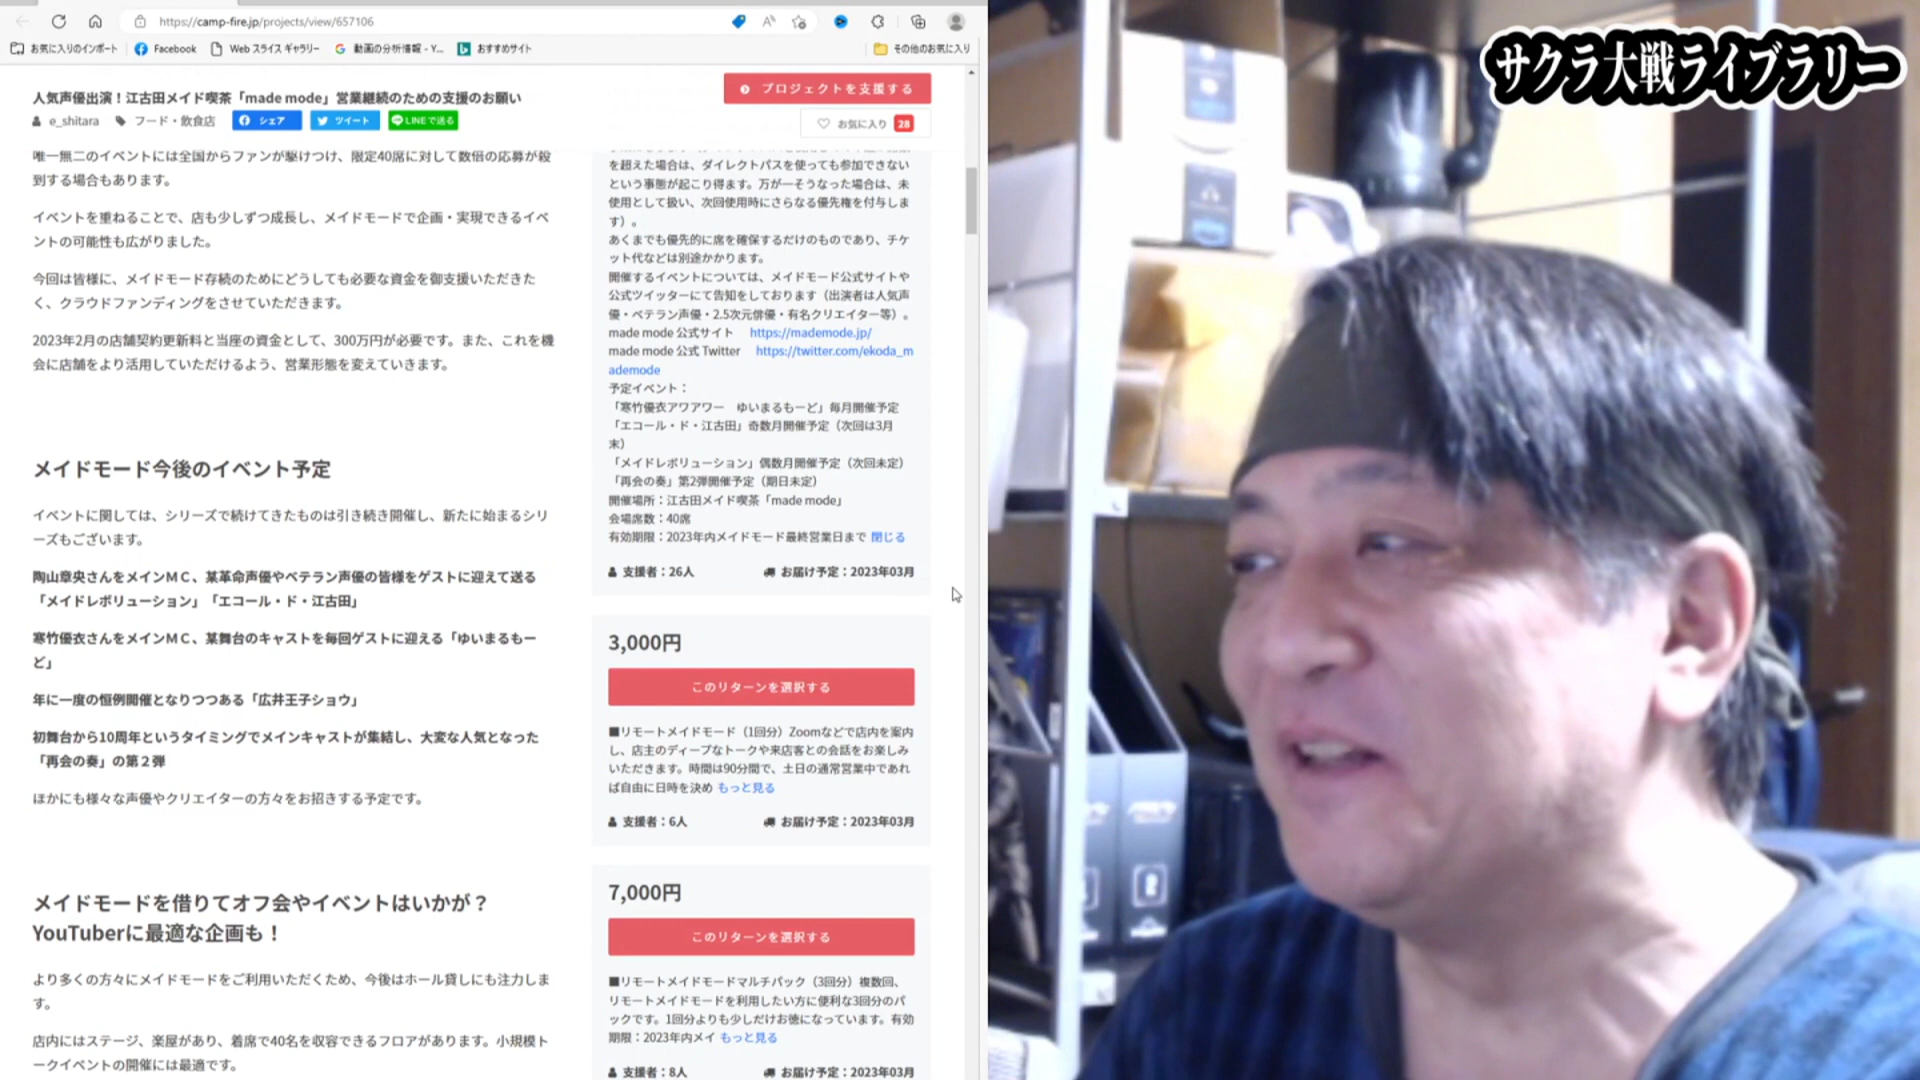 https://camp-fire.jp/projects/view/657106
お気に入りのインポート Facebook Web スライス ギャラリー 動画の分析情報 - Y... おすすめサイト その他のお気に入り
人気声優出演！江古田メイド喫茶「made mode」営業継続のための支援のお願い
e_shitara フード・飲食店 シェア ツイート LINEで送る
プロジェクトを支援する
お気に入り 28
唯一無二のイベントには全国からファンが駆けつけ、限定40席に対して数倍の応募が殺
到する場合もあります。
イベントを重ねることで、店も少しずつ成長し、メイドモードで企画・実現できるイベ
ントの可能性も広がりました。
今回は皆様に、メイドモード存続のためにどうしても必要な資金を御支援いただきた
く、クラウドファンディングをさせていただきます。
2023年2月の店舗契約更新料と当座の資金として、300万円が必要です。また、これを機
会に店舗をより活用していただけるよう、営業形態を変えていきます。
メイドモード今後のイベント予定
イベントに関しては、シリーズで続けてきたものは引き続き開催し、新たに始まるシリ
ーズもございます。
陶山章央さんをメインＭＣ、某革命声優やベテラン声優の皆様をゲストに迎えて送る
「メイドレボリューション」「エコール・ド・江古田」
寒竹優衣さんをメインＭＣ、某舞台のキャストを毎回ゲストに迎える「ゆいまるもー
ど」
年に一度の恒例開催となりつつある「広井王子ショウ」
初舞台から10周年というタイミングでメインキャストが集結し、大変な人気となった
「再会の奏」の第２弾
ほかにも様々な声優やクリエイターの方々をお招きする予定です。
メイドモードを借りてオフ会やイベントはいかが？
YouTuberに最適な企画も！
より多くの方々にメイドモードをご利用いただくため、今後はホール貸しにも注力しま
す。
店内にはステージ、楽屋があり、着席で40名を収容できるフロアがあります。小規模ト
ークイベントの開催には最適です。
を超えた場合は、ダイレクトパスを使っても参加できない
という事態が起こり得ます。万が一そうなった場合は、未
使用として扱い、次回使用時にさらなる優先権を付与しま
す）。
あくまでも優先的に席を確保するだけのものであり、チケ
ット代などは別途かかります。
開催するイベントについては、メイドモード公式サイトや
公式ツイッターにて告知をしております（出演者は人気声
優・ベテラン声優・2.5次元俳優・有名クリエイター等）。
made mode 公式サイト https://mademode.jp/
made mode 公式 Twitter https://twitter.com/ekoda_m
ademode
予定イベント：
「寒竹優衣アワアワー ゆいまるもーど」毎月開催予定
「エコール・ド・江古田」奇数月開催予定（次回は3月
末）
「メイドレボリューション」偶数月開催予定（次回未定）
「再会の奏」第2弾開催予定（期日未定）
開催場所：江古田メイド喫茶「made mode」
会場席数：40席
有効期限：2023年内メイドモード最終営業日まで 閉じる
支援者：26人 お届け予定：2023年03月
3,000円
このリターンを選択する
■リモートメイドモード（1回分）Zoomなどで店内を案内
し、店主のディープなトークや来店客との会話をお楽しみ
いただきます。時間は90分間で、土日の通常営業中であれ
ば自由に日時を決め もっと見る
支援者：6人 お届け予定：2023年03月
7,000円
このリターンを選択する
■リモートメイドモードマルチパック（3回分）複数回、
リモートメイドモードを利用したい方に便利な3回分のパ
ックです。1回分よりも少しだけお徳になっています。有効
期限：2023年内メイ もっと見る
支援者：8人 お届け予定：2023年03月
サクラ大戦ライブラリー